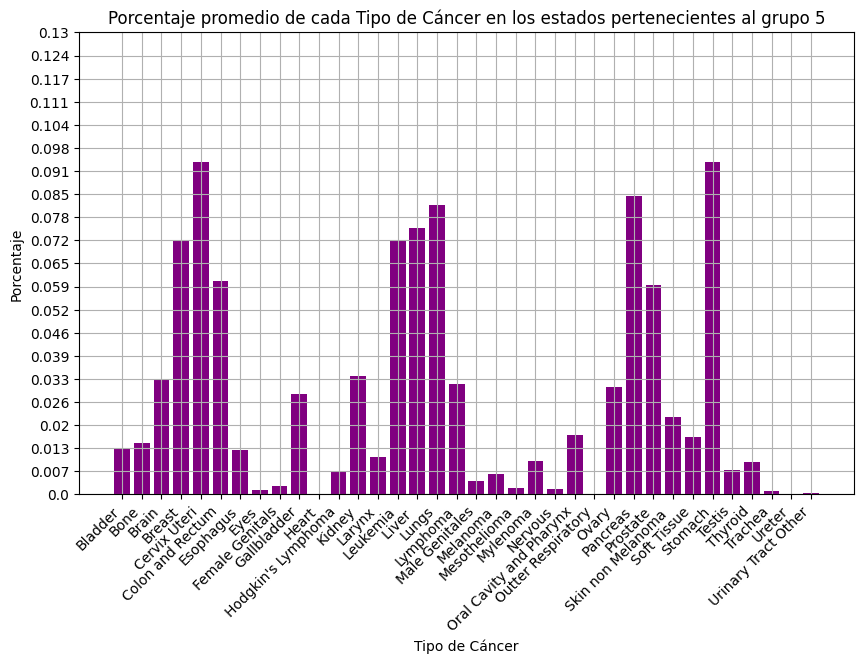 Porcentaje promedio de cada Tipo de Cáncer en los estados pertenecientes al grupo 5
0.13
0.124
0.117
0.111
0.104
0.098
0.091
0.085
0.078
0.072
0.065
0.059
0.052
0.046
0.039
0.033
0.026
0.02
0.013
0.007
0.0
Porcentaje
Bladder
Bone
Brain
Breast
Cervix Uteri
Colon and Rectum
Esophagus
Eyes
Female Genitals
Gallbladder
Heart
Hodgkin's Lymphoma
Kidney
Larynx
Leukemia
Liver
Lungs
Lymphoma
Male Genitales
Melanoma
Mesothelioma
Mylenoma
Nervous
Oral Cavity and Pharynx
Outter Respiratory
Ovary
Pancreas
Prostate
Skin non Melanoma
Soft Tissue
Stomach
Testis
Thyroid
Trachea
Ureter
Urinary Tract Other
Tipo de Cáncer